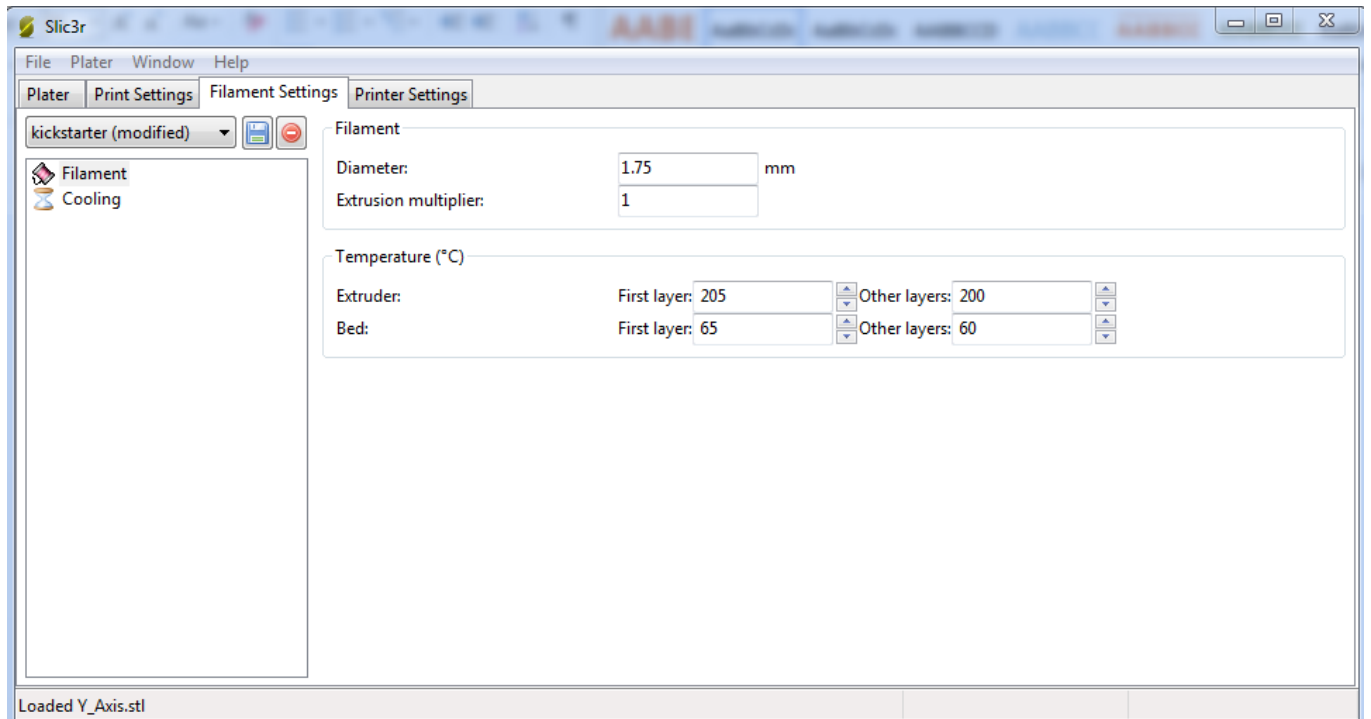 Slic3r
File Plater Window Help
Plater Print Settings Filament Settings Printer Settings
kickstarter (modified)
Filament
Cooling
Filament
Diameter: 1.75 mm
Extrusion multiplier: 1
Temperature (°C)
Extruder: First layer: 205 Other layers: 200
Bed: First layer: 65 Other layers: 60
Loaded Y_Axis.stl